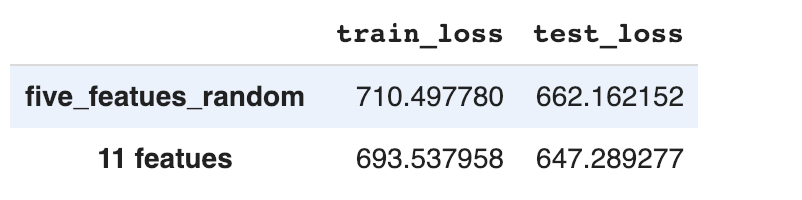 train_loss test_loss
five_featues_random 710.497780 662.162152
11 featues 693.537958 647.289277